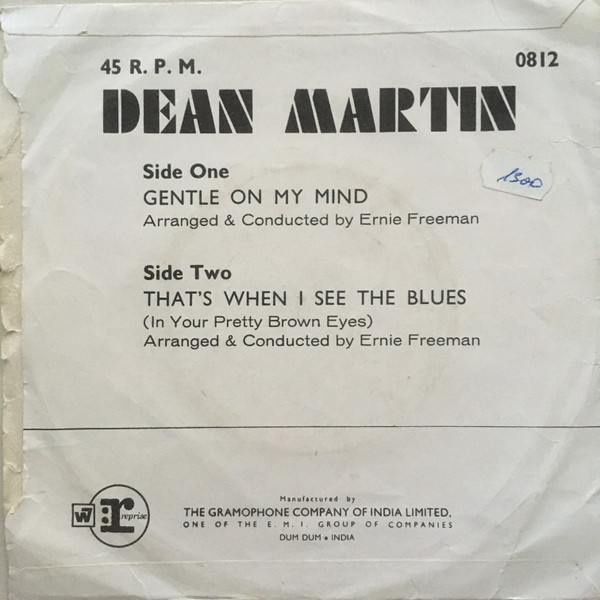 45 R. P. M.
0812
DEAN MARTIN
Side One
1500
GENTLE ON MY MIND
Arranged & Conducted by Ernie Freeman
Side Two
THAT'S WHEN I SEE THE BLUES
(In Your Pretty Brown Eyes)
Arranged & Conducted by Ernie Freeman
W7 r: reprise
Manufactured by
THE GRAMOPHONE COMPANY OF INDIA LIMITED,
ONE OF THE E. M. I. GROUP OF COMPANIES
DUM DUM • INDIA